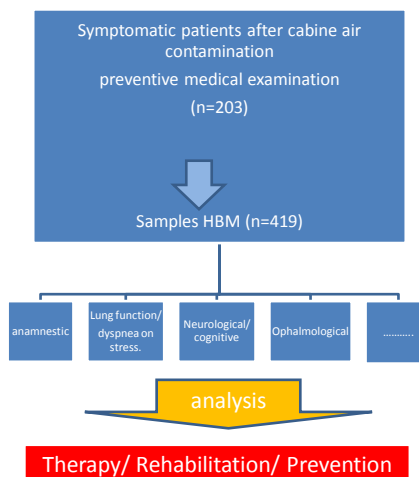 Symptomatic patients after cabine air
contamination
preventive medical examination
(n=203)
Samples HBM (n=419)
anamnestic
Lung function/
dyspnea on
stress.
Neurological/
cognitive
Ophalmological
………..
analysis
Therapy/ Rehabilitation/ Prevention